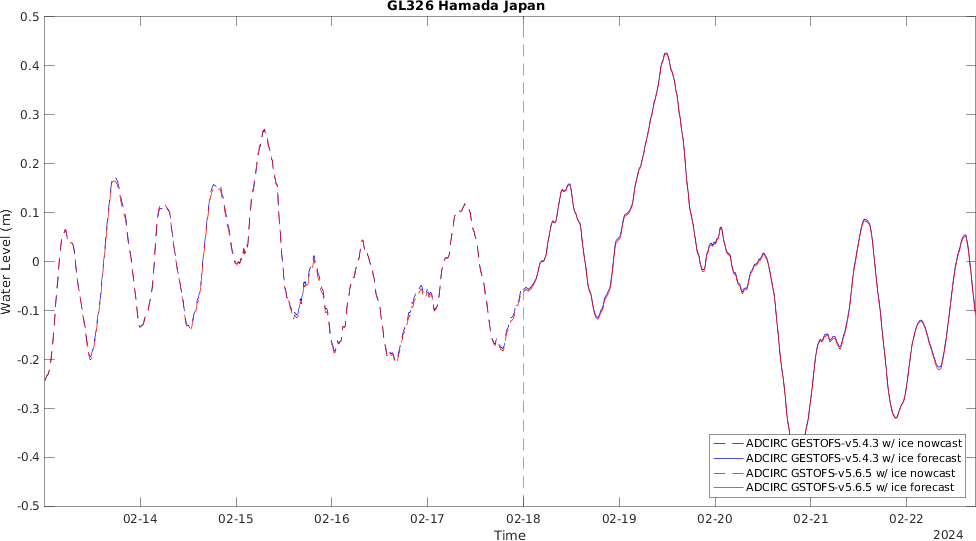 GL326 Hamada Japan
Water Level (m)
0.5
0.4
0.3
0.2
0.1
0
-0.1
-0.2
-0.3
-0.4
-0.5
ADCIRC GESTOFS-v5.4.3 w/ ice nowcast
ADCIRC GESTOFS-v5.4.3 w/ ice forecast
ADCIRC GSTOFS-v5.6.5 w/ ice nowcast
ADCIRC GSTOFS-v5.6.5 w/ ice forecast
02-14 02-15 02-16 02-17 02-18 02-19 02-20 02-21 02-22
Time
2024